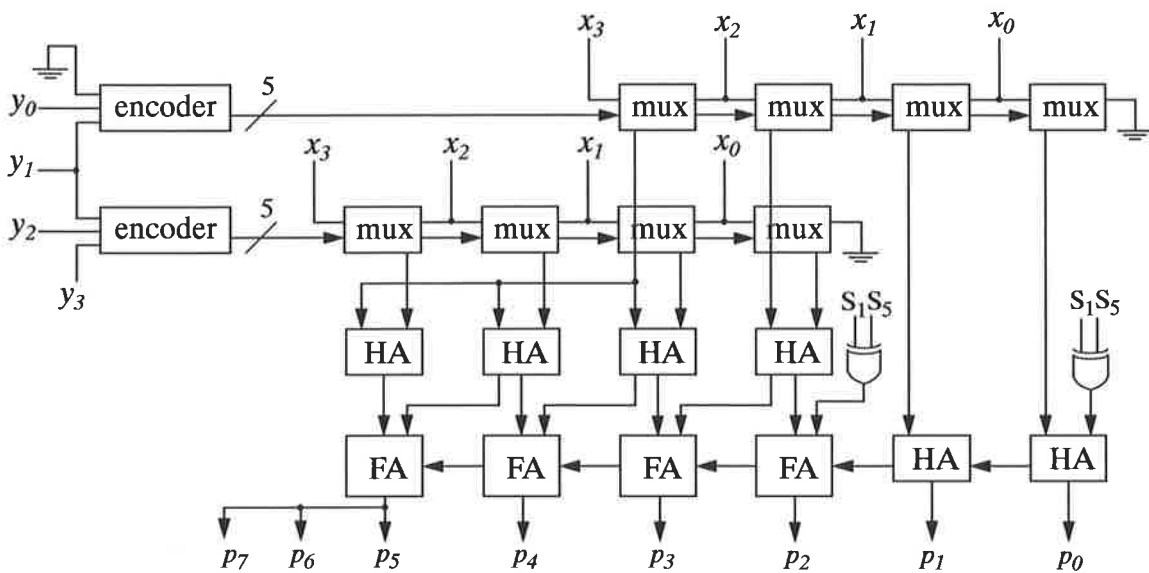 x3 x2 x1 x0
5
y0 encoder mux mux mux mux
y1 x3 x2 x1 x0
5
y2 encoder mux mux mux mux
y3
S1S5 S1S5
HA HA HA HA
FA FA FA FA HA HA
p7 p6 p5 p4 p3 p2 p1 p0